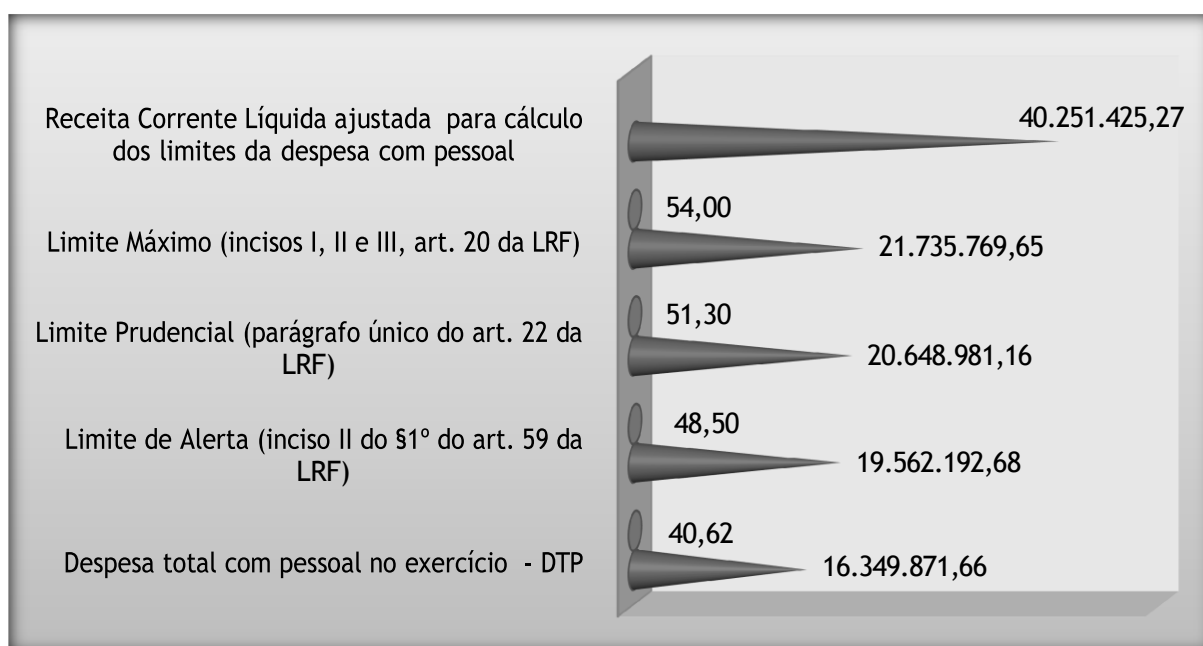 Receita Corrente Líquida ajustada para cálculo
dos limites da despesa com pessoal
40.251.425,27
54,00
Limite Máximo (incisos I, II e III, art. 20 da LRF)
21.735.769,65
51,30
Limite Prudencial (parágrafo único do art. 22 da
LRF)
20.648.981,16
48,50
Limite de Alerta (inciso II do §1º do art. 59 da
LRF)
19.562.192,68
40,62
Despesa total com pessoal no exercício - DTP
16.349.871,66